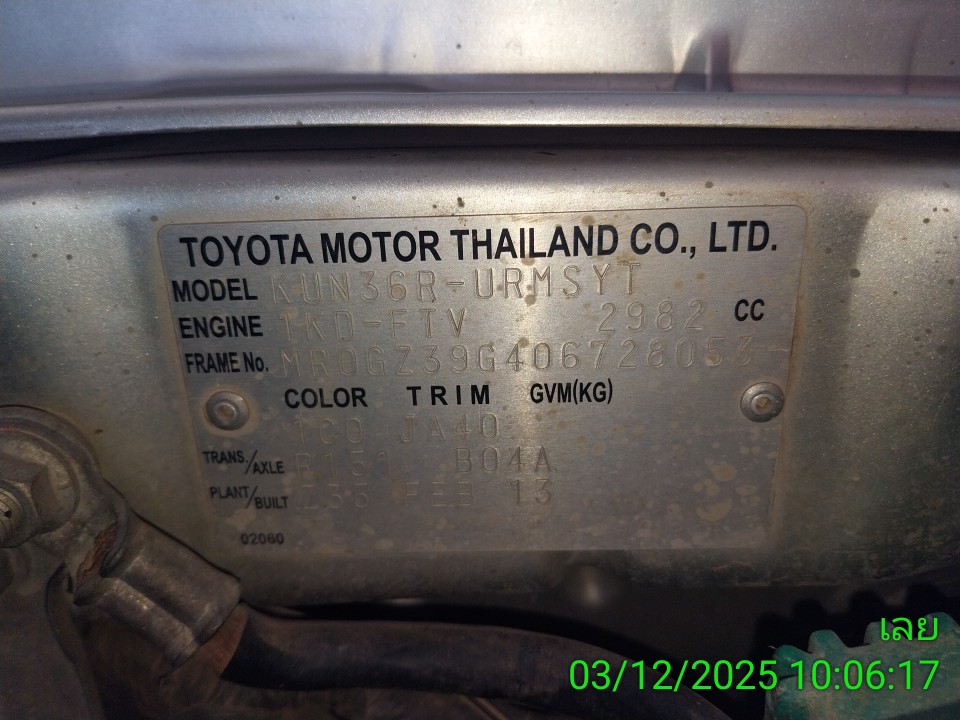 TOYOTA MOTOR THAILAND CO., LTD.
MODEL KUN36R-URMSYT
ENGINE 1KD-FTV 2982 CC
FRAME No. MR0GZ39G406728053
COLOR TRIM GVM(KG)
1C0 JA40
TRANS./AXLE R151 B04A
PLANT/BUILT FEB 13
02060
เลย
03/12/2025 10:06:17